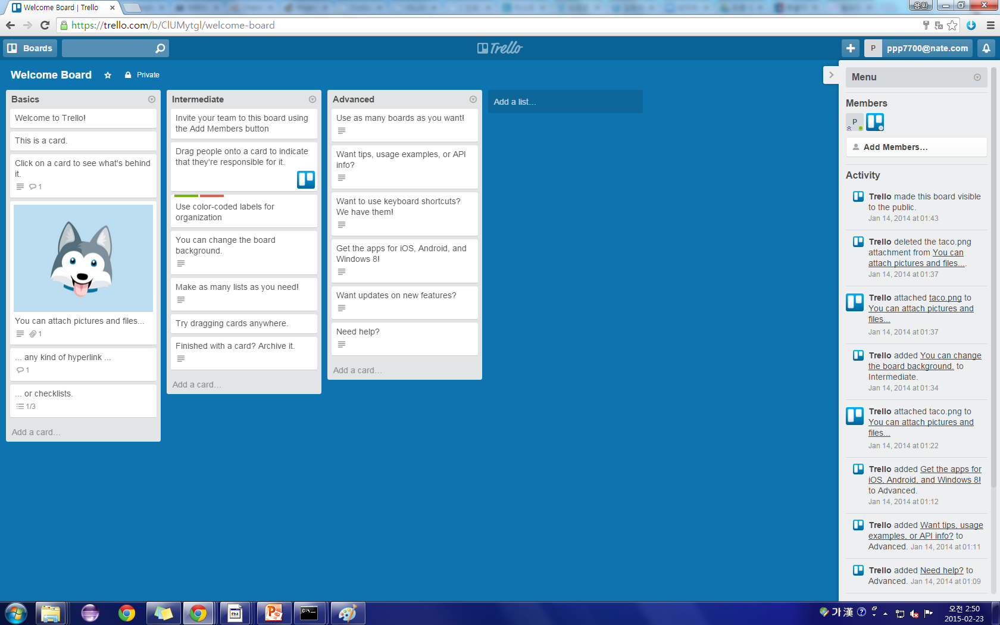 Welcome Board | Trello
용환
https://trello.com/b/ClUMytgl/welcome-board
Boards
Trello
P
ppp7700@nate.com
Welcome Board
Private
Basics
Welcome to Trello!
This is a card.
Click on a card to see what's behind
it.
1
You can attach pictures and files...
1
... any kind of hyperlink ...
1
... or checklists.
1/3
Add a card...
Intermediate
Invite your team to this board using
the Add Members button
Drag people onto a card to indicate
that they're responsible for it.
Use color-coded labels for
organization
You can change the board
background.
Make as many lists as you need!
Try dragging cards anywhere.
Finished with a card? Archive it.
Add a card...
Advanced
Use as many boards as you want!
Want tips, usage examples, or API
info?
Want to use keyboard shortcuts?
We have them!
Get the apps for iOS, Android, and
Windows 8!
Want updates on new features?
Need help?
Add a card...
Add a list...
Menu
Members
P
Add Members...
Activity
Trello made this board visible
to the public.
Jan 14, 2014 at 01:43
Trello deleted the taco.png
attachment from You can
attach pictures and files....
Jan 14, 2014 at 01:37
Trello attached taco.png to
You can attach pictures and
files...
Jan 14, 2014 at 01:37
Trello added You can change
the board background. to
Intermediate.
Jan 14, 2014 at 01:34
Trello attached taco.png to
You can attach pictures and
files...
Jan 14, 2014 at 01:22
Trello added Get the apps for
iOS, Android, and Windows 8!
to Advanced.
Jan 14, 2014 at 01:12
Trello added Want tips, usage
examples, or API info? to
Advanced. Jan 14, 2014 at 01:11
Trello added Need help? to
Advanced. Jan 14, 2014 at 01:09
가 漢
오전 2:50
2015-02-23